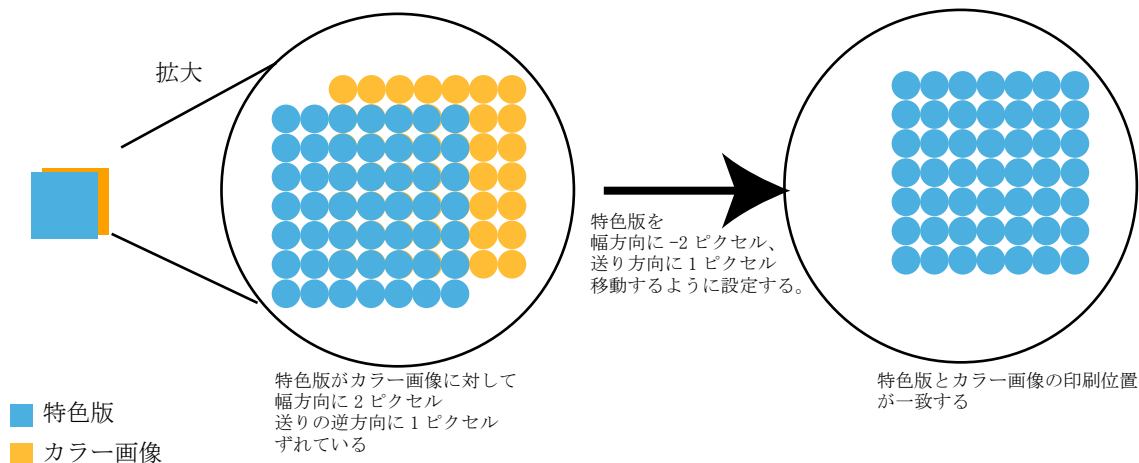 拡大
特色版がカラー画像に対して
幅方向に 2 ピクセル
送りの逆方向に 1 ピクセル
ずれている
特色版を
幅方向に -2 ピクセル、
送り方向に 1 ピクセル
移動するように設定する。
特色版とカラー画像の印刷位置
が一致する
特色版
カラー画像